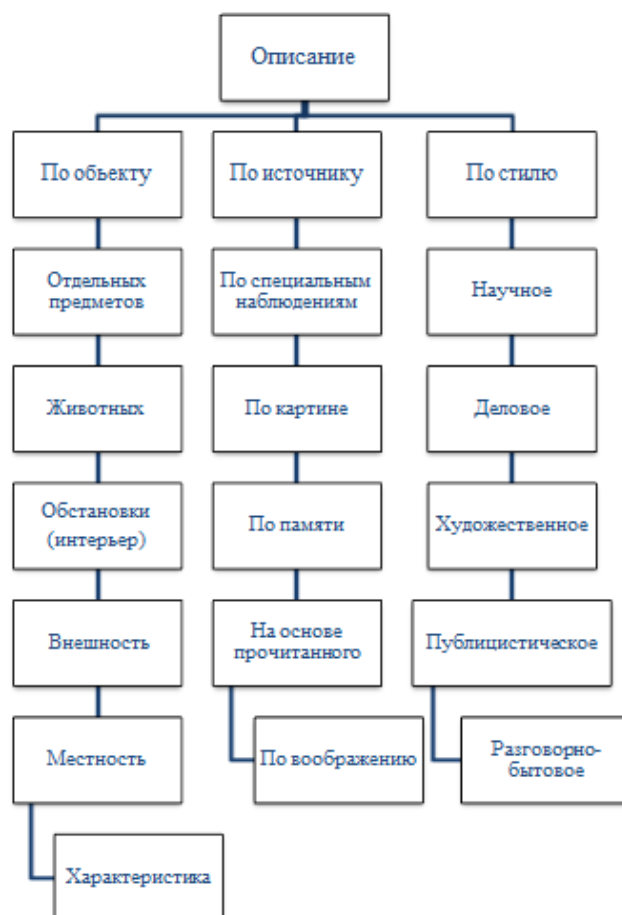 Описание
По объекту
По источнику
По стилю
Отдельных
предметов
По специальным
наблюдениям
Научное
Животных
По картине
Деловое
Обстановки
(интерьер)
По памяти
Художественное
Внешность
На основе
прочитанного
Публицистическое
Местность
По воображению
Разговорно-
бытовое
Характеристика